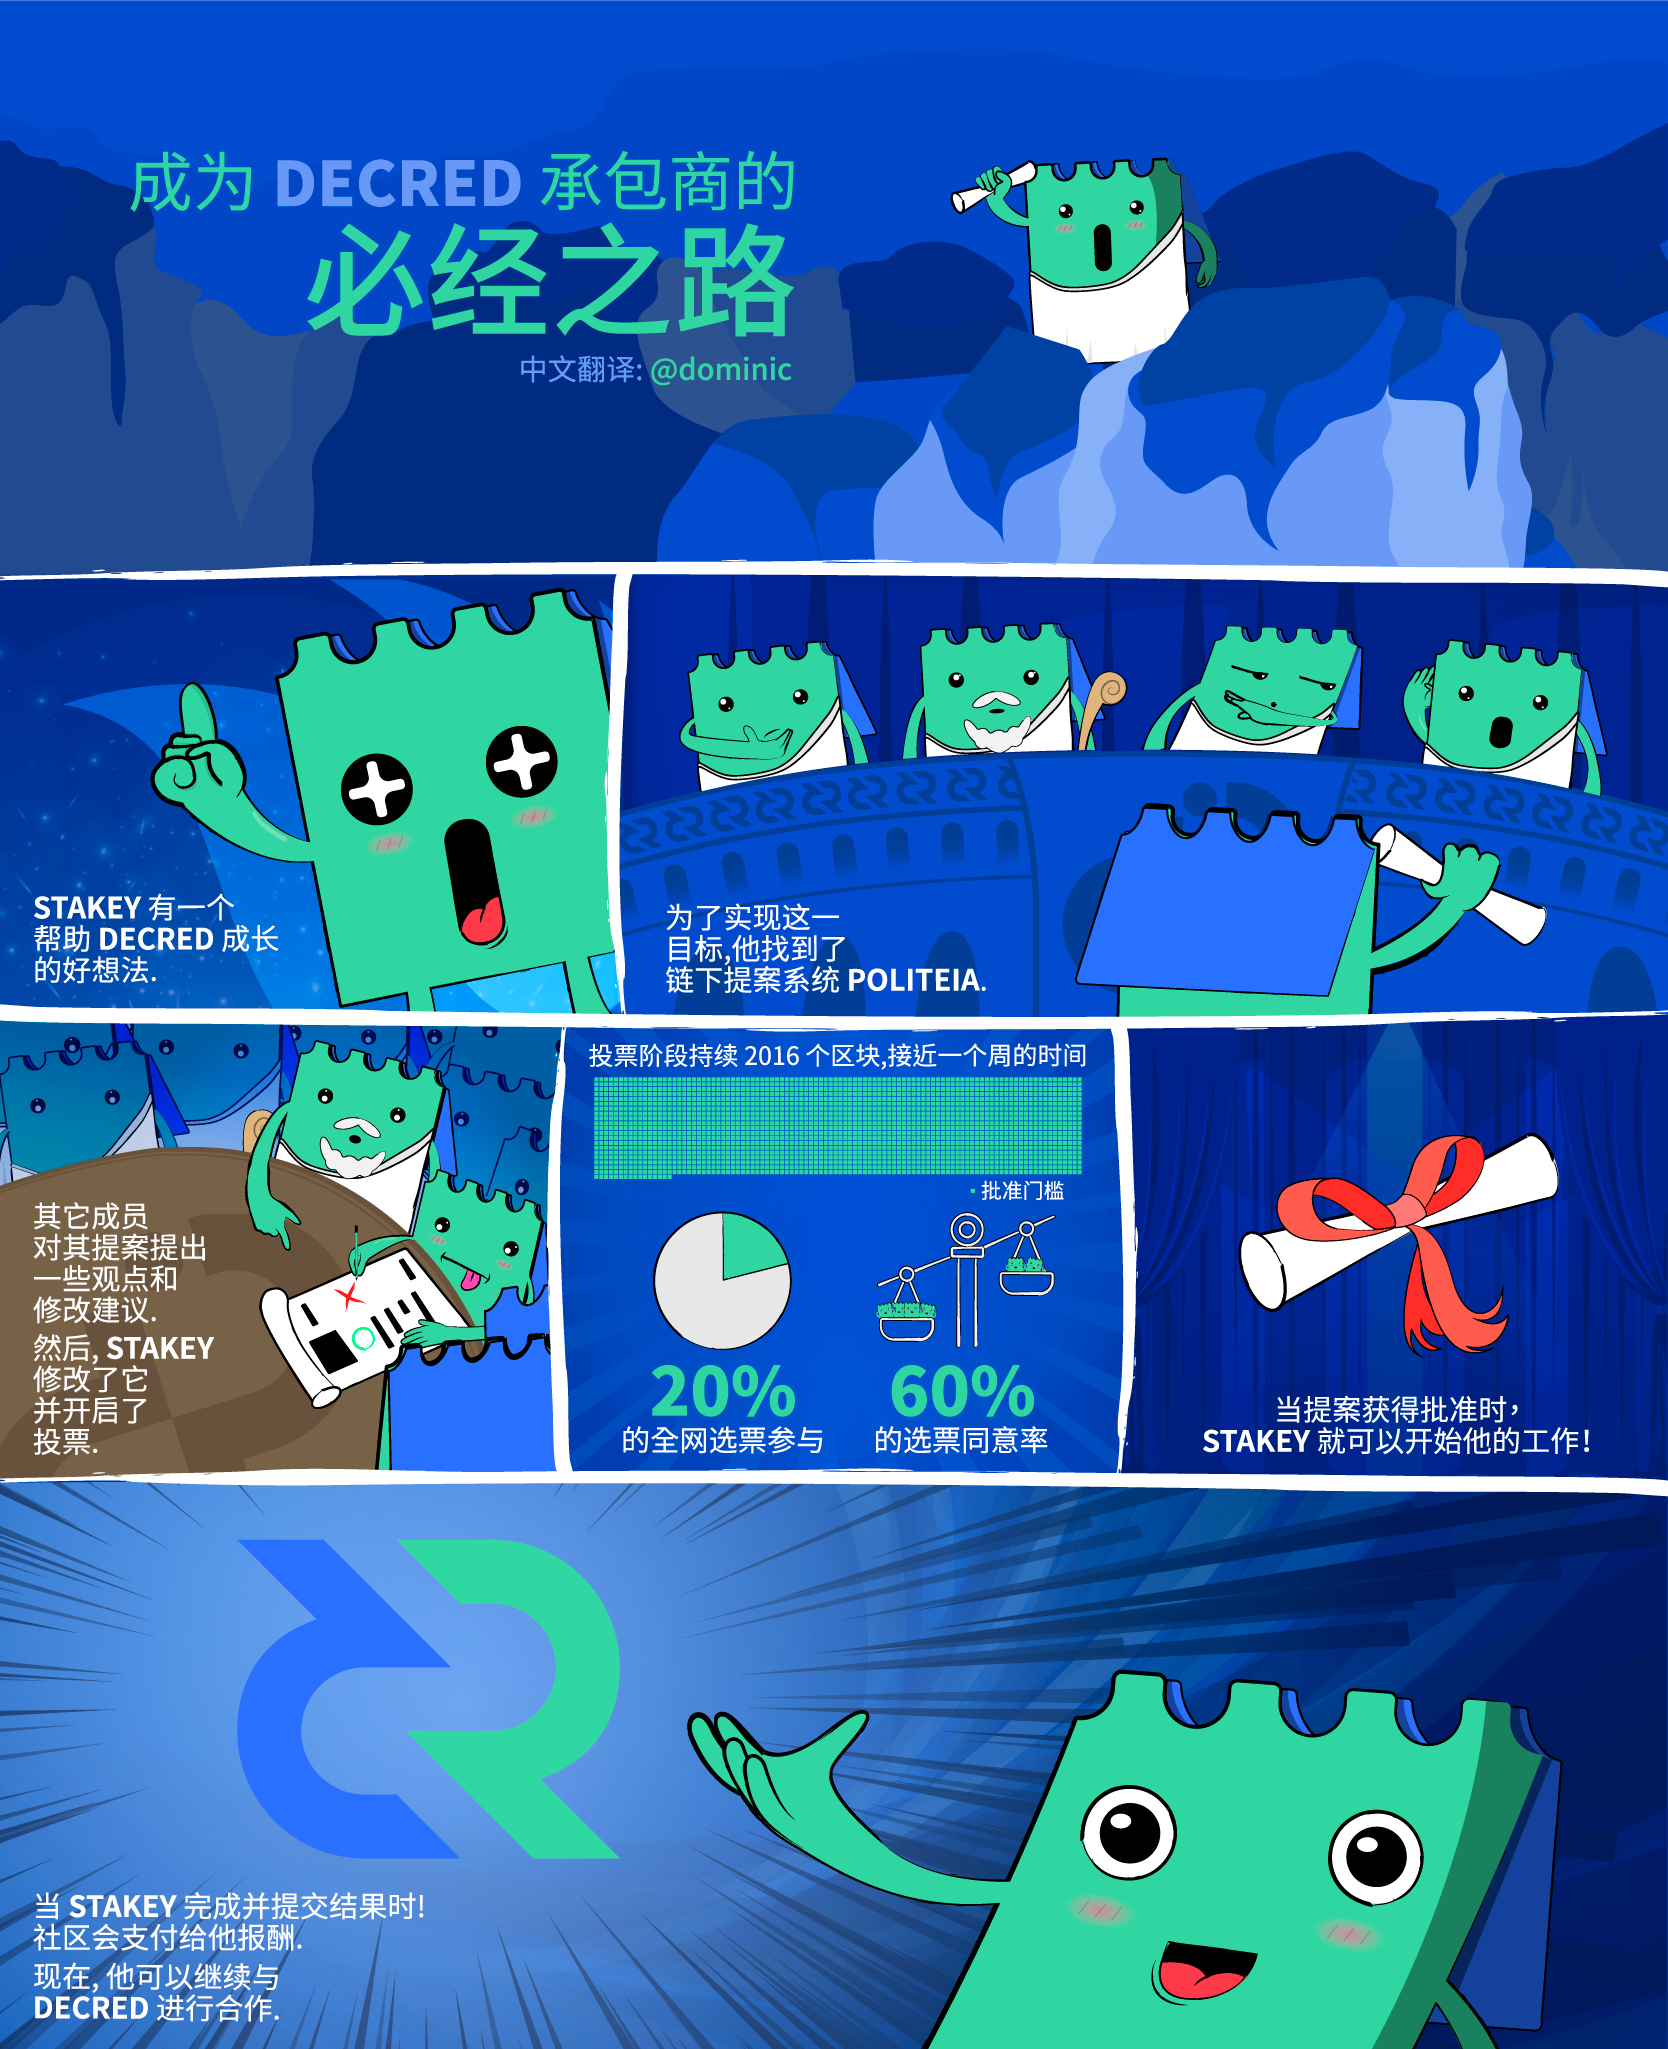 成为 DECRED 承包商的
必经之路
中文翻译: @dominic
STAKEY 有一个
帮助 DECRED 成长
的好想法.
为了实现这一
目标,他找到了
链下提案系统 POLITEIA.
其它成员
对其提案提出
一些观点和
修改建议.
然后, STAKEY
修改了它
并开启了
投票.
投票阶段持续 2016 个区块,接近一个周的时间
批准门槛
20%
的全网选票参与
60%
的选票同意率
当提案获得批准时，
STAKEY 就可以开始他的工作！
当 STAKEY 完成并提交结果时!
社区会支付给他报酬.
现在, 他可以继续与
DECRED 进行合作.